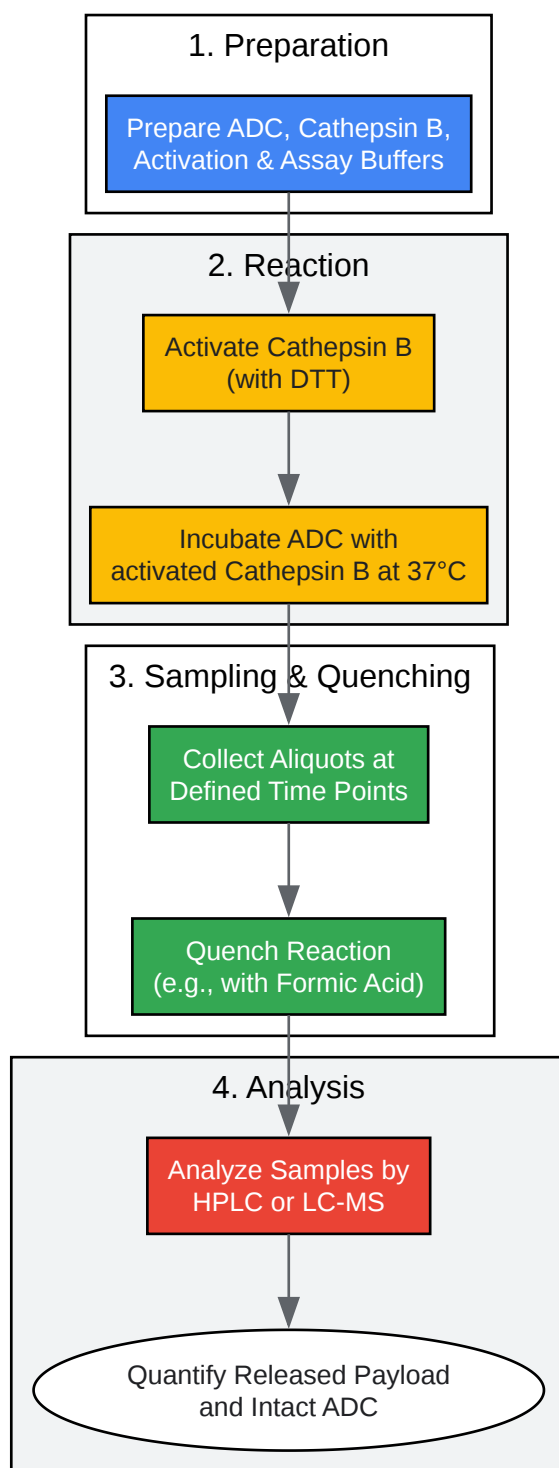 1. Preparation
Prepare ADC, Cathepsin B,
Activation & Assay Buffers
2. Reaction
Activate Cathepsin B
(with DTT)
Incubate ADC with
activated Cathepsin B at 37°C
3. Sampling & Quenching
Collect Aliquots at
Defined Time Points
Quench Reaction
(e.g., with Formic Acid)
4. Analysis
Analyze Samples by
HPLC or LC-MS
Quantify Released Payload
and Intact ADC